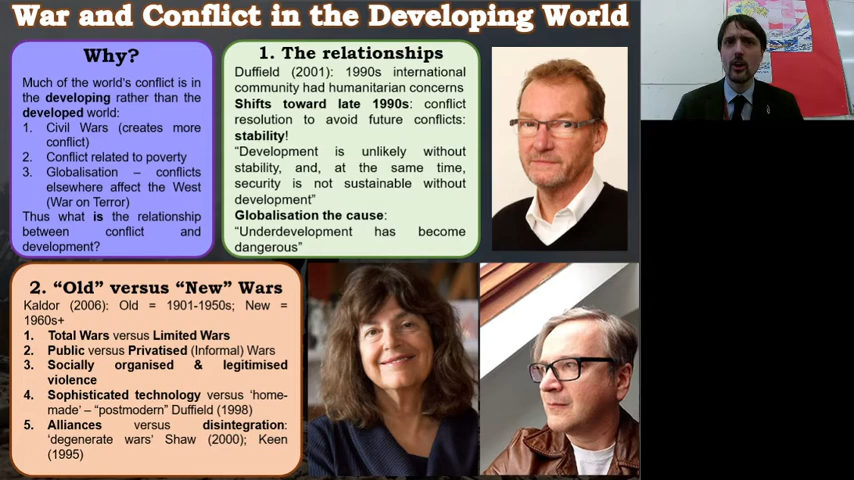 War and Conflict in the Developing World
Why?
Much of the world's conflict is in
the developing rather than the
developed world:
1. Civil Wars (creates more
conflict)
2. Conflict related to poverty
3. Globalisation – conflicts
elsewhere affect the West
(War on Terror)
Thus what is the relationship
between conflict and
development?
1. The relationships
Duffield (2001): 1990s international
community had humanitarian concerns
Shifts toward late 1990s: conflict
resolution to avoid future conflicts:
stability!
"Development is unlikely without
stability, and, at the same time,
security is not sustainable without
development"
Globalisation the cause:
"Underdevelopment has become
dangerous"
2. "Old" versus "New" Wars
Kaldor (2006): Old = 1901-1950s; New =
1960s+
1. Total Wars versus Limited Wars
2. Public versus Privatised (Informal) Wars
3. Socially organised & legitimised
violence
4. Sophisticated technology versus 'home-
made' – "postmodern" Duffield (1998)
5. Alliances versus disintegration:
'degenerate wars' Shaw (2000); Keen
(1995)